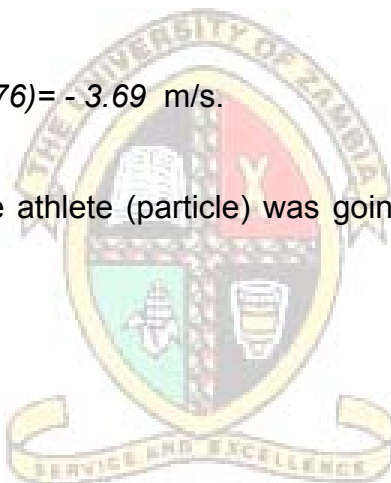 76)= - 3.69 m/s.
THE UNIVERSITY OF ZAMBIA
e athlete (particle) was goin
SERVICE AND EXCELLENCE